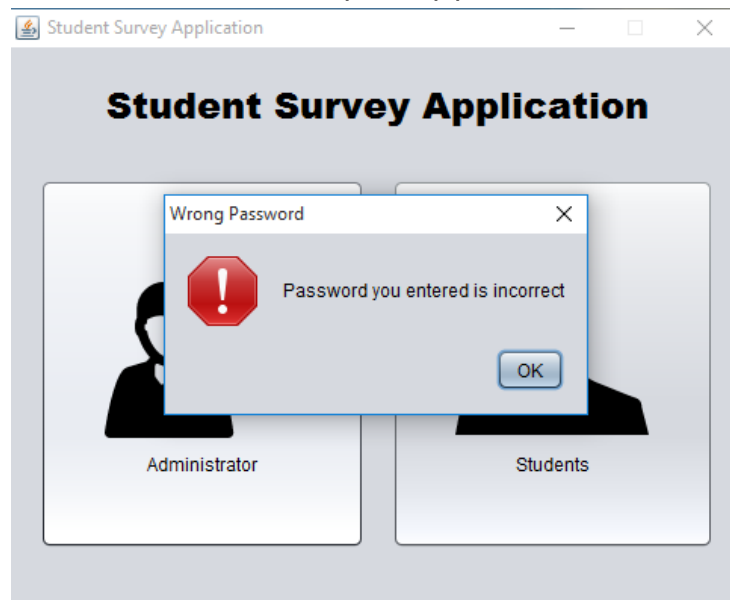 Student Survey Application
Student Survey Application
Wrong Password
Password you entered is incorrect
OK
Administrator
Students